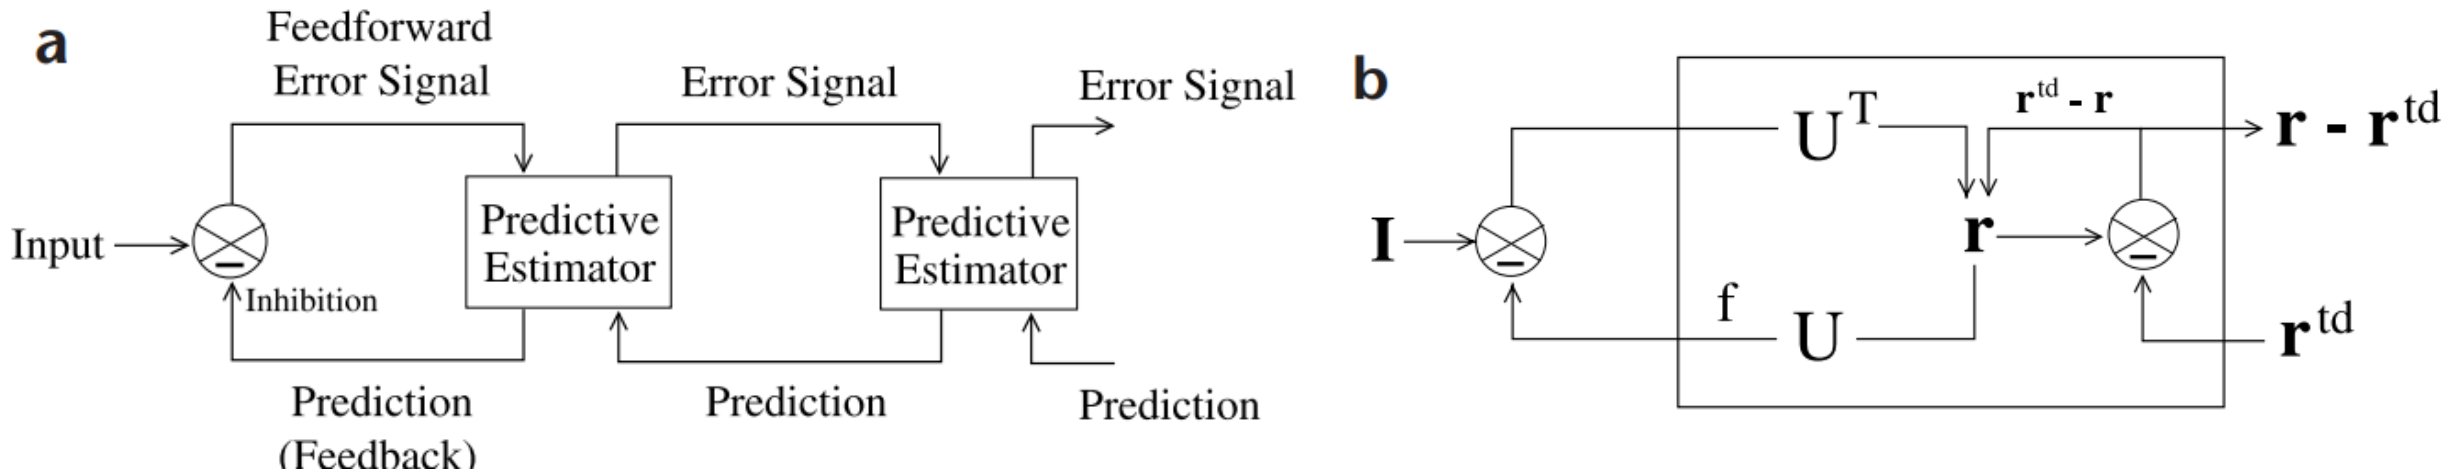 a
Feedforward
Error Signal
Error Signal
Error Signal
Input
Inhibition
Predictive
Estimator
Predictive
Estimator
Prediction
(Feedback)
Prediction
Prediction
b
I
U^T
r^td - r
r - r^td
r
f
U
r^td